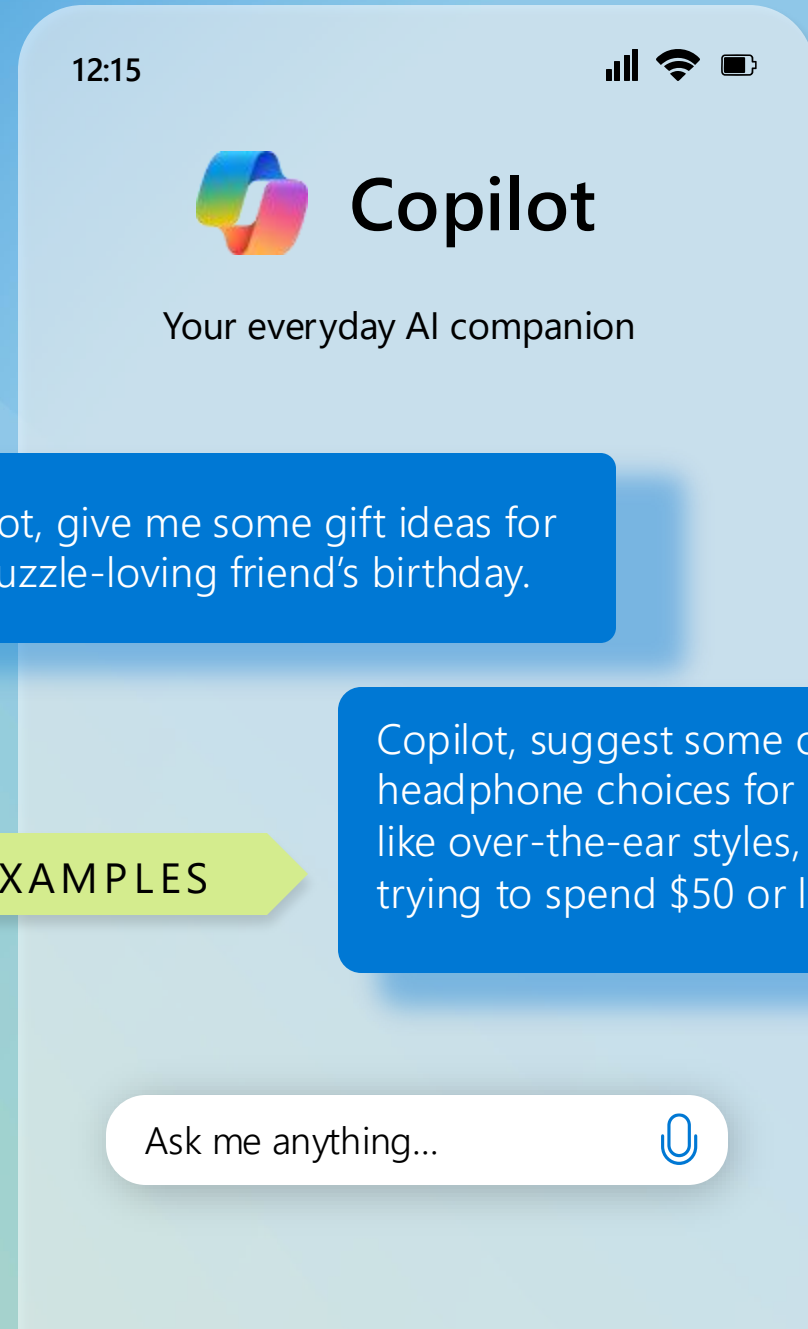 12:15
Copilot
Your everyday AI companion
ot, give me some gift ideas for
uzzle-loving friend’s birthday.
Copilot, suggest some
headphone choices for
like over-the-ear styles,
trying to spend $50 or
XAMPLES
Ask me anything...